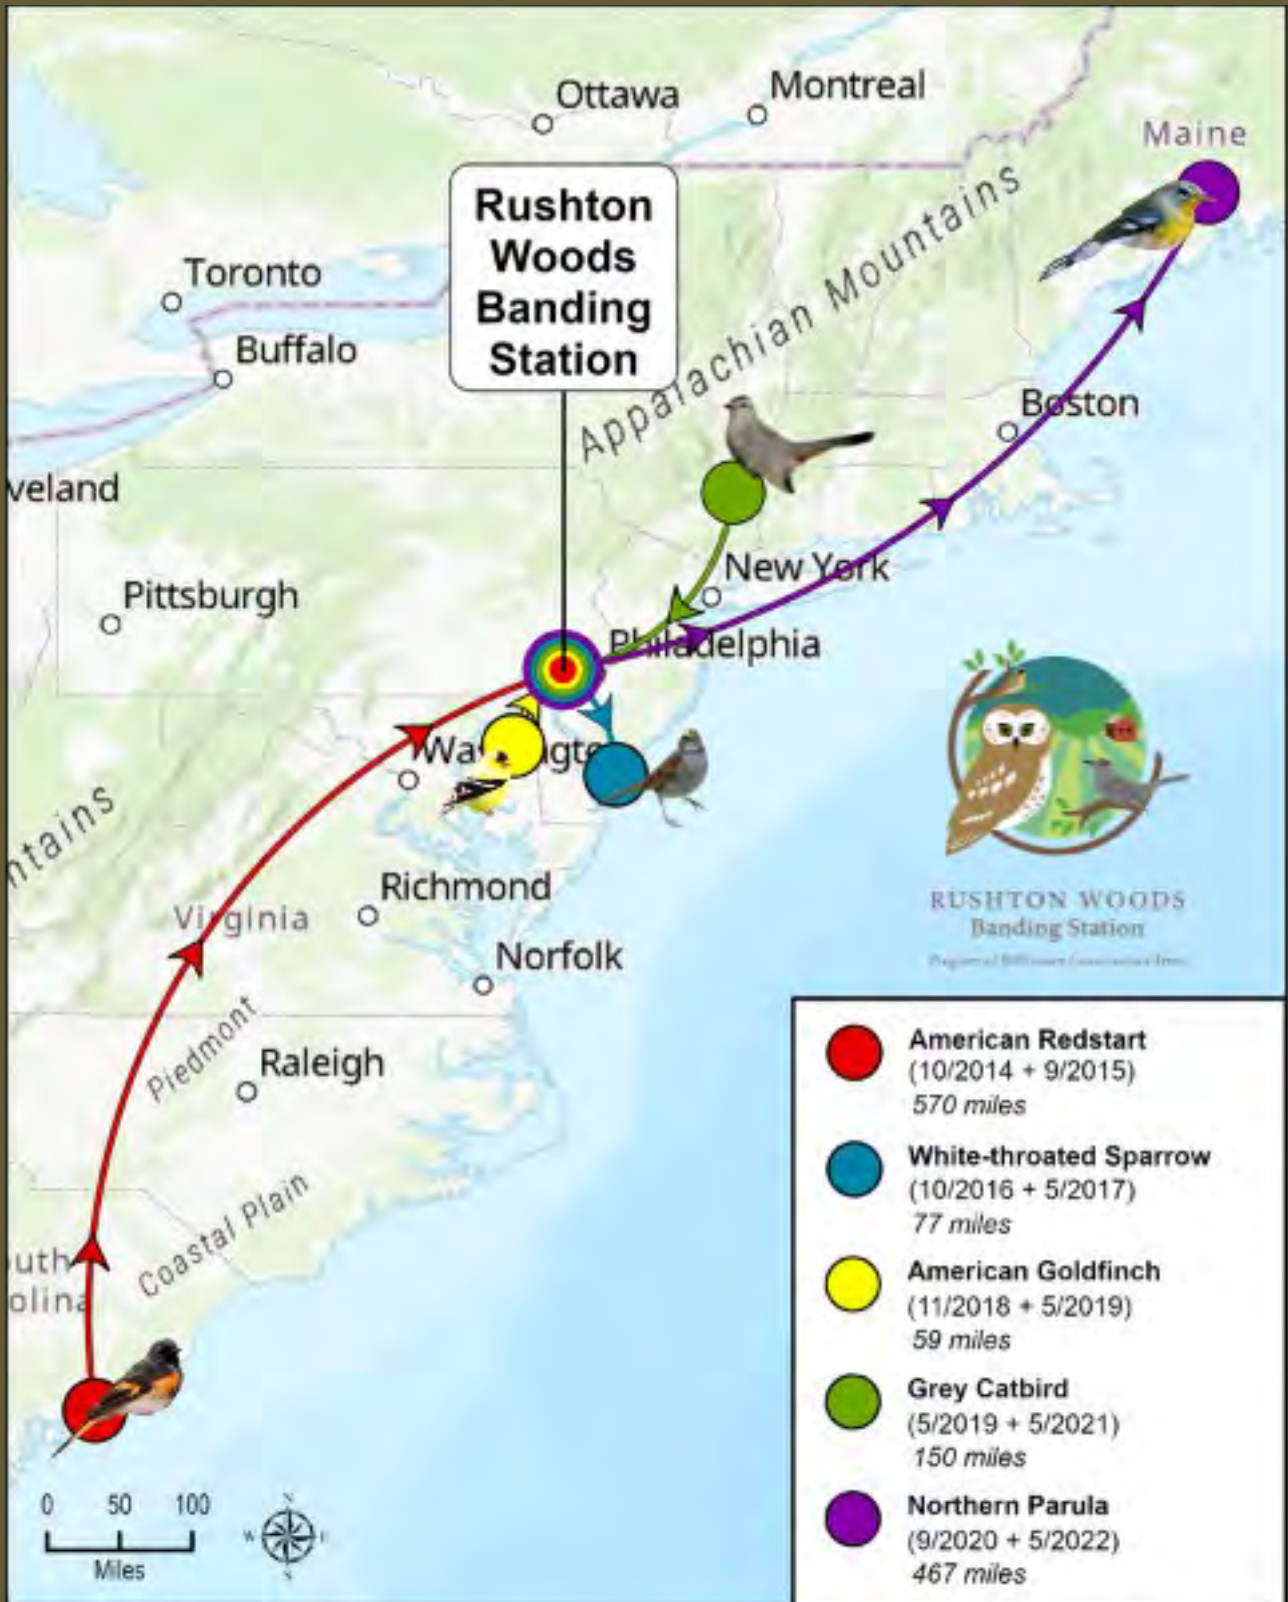 Ottawa
Montreal
Maine
Rushton
Woods
Banding
Station
Toronto
Buffalo
Appalachian Mountains
Boston
veland
New York
Pittsburgh
Philadelphia
Washingto
ntains
Richmond
Virginia
Norfolk
RUSHTON WOODS
Banding Station
Piedmont
Raleigh
Coastal Plain
outh
olina
0 50 100
Miles
N
W E
S
American Redstart
(10/2014 + 9/2015)
570 miles
White-throated Sparrow
(10/2016 + 5/2017)
77 miles
American Goldfinch
(11/2018 + 5/2019)
59 miles
Grey Catbird
(5/2019 + 5/2021)
150 miles
Northern Parula
(9/2020 + 5/2022)
467 miles